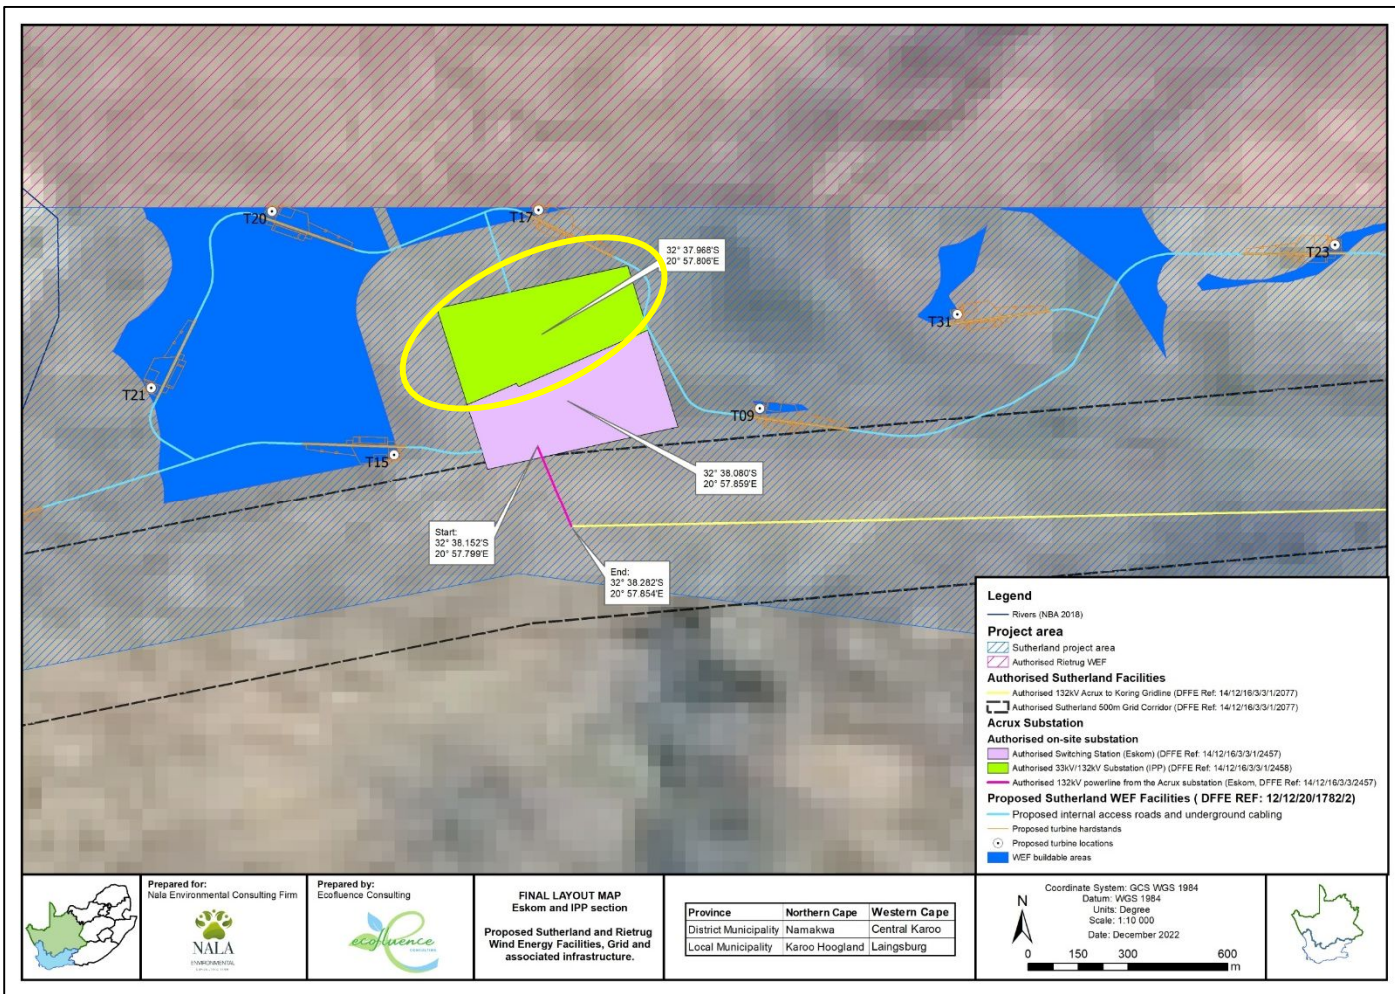 T20
T17
32° 37.968'S
20° 57.806'E
T23
T31
T21
T09
T15
32° 38.080'S
20° 57.859'E
Start:
32° 38.152'S
20° 57.799'E
End:
32° 38.282'S
20° 57.854'E
Legend
Rivers (NBA 2018)
Project area
Sutherland project area
Authorised Rietrug WEF
Authorised Sutherland Facilities
Authorised 132kV Acrux to Koring Gridline (DFFE Ref: 14/12/16/3/3/1/2077)
Authorised Sutherland 500m Grid Corridor (DFFE Ref: 14/12/16/3/3/1/2077)
Acrux Substation
Authorised on-site substation
Authorised Switching Station (Eskom) (DFFE Ref: 14/12/16/3/3/1/2457)
Authorised 33kV/132kV Substation (IPP) (DFFE Ref: 14/12/16/3/3/1/2458)
Authorised 132kV powerline from the Acrux substation (Eskom, DFFE Ref: 14/12/16/3/3/2457)
Proposed Sutherland WEF Facilities ( DFFE REF: 12/12/20/1782/2)
Proposed internal access roads and underground cabling
Proposed turbine hardstands
Proposed turbine locations
WEF buildable areas
Prepared for:
Nala Environmental Consulting Firm
NALA
ENVIRONMENTAL
Prepared by:
Ecofluence Consulting
ecofluence
CONSULTING
FINAL LAYOUT MAP
Eskom and IPP section
Proposed Sutherland and Rietrug
Wind Energy Facilities, Grid and
associated infrastructure.
Province Northern Cape Western Cape
District Municipality Namakwa Central Karoo
Local Municipality Karoo Hoogland Laingsburg
Coordinate System: GCS WGS 1984
Datum: WGS 1984
Units: Degree
Scale: 1:10 000
Date: December 2022
N
0 150 300 600
m